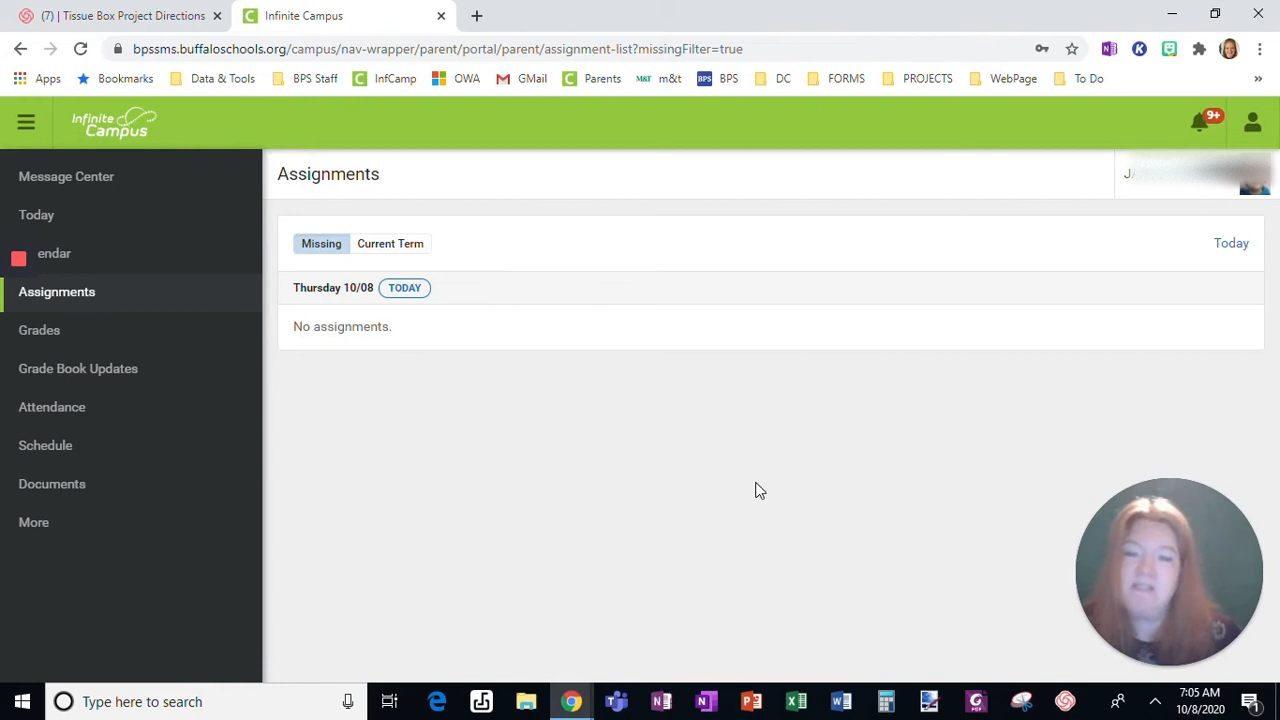 (7) | Tissue Box Project Directions
Infinite Campus
bpssms.buffaloschools.org/campus/nav-wrapper/parent/portal/parent/assignment-list?missingFilter=true
Apps Bookmarks Data & Tools BPS Staff InfCamp OWA GMail Parents M&T m&t BPS BPS DC FORMS PROJECTS WebPage To Do »
Infinite Campus
9+
Message Center
Today
endar
Assignments
Grades
Grade Book Updates
Attendance
Schedule
Documents
More
Assignments
Missing Current Term Today
Thursday 10/08 TODAY
No assignments.
Type here to search
7:05 AM
10/8/2020
1